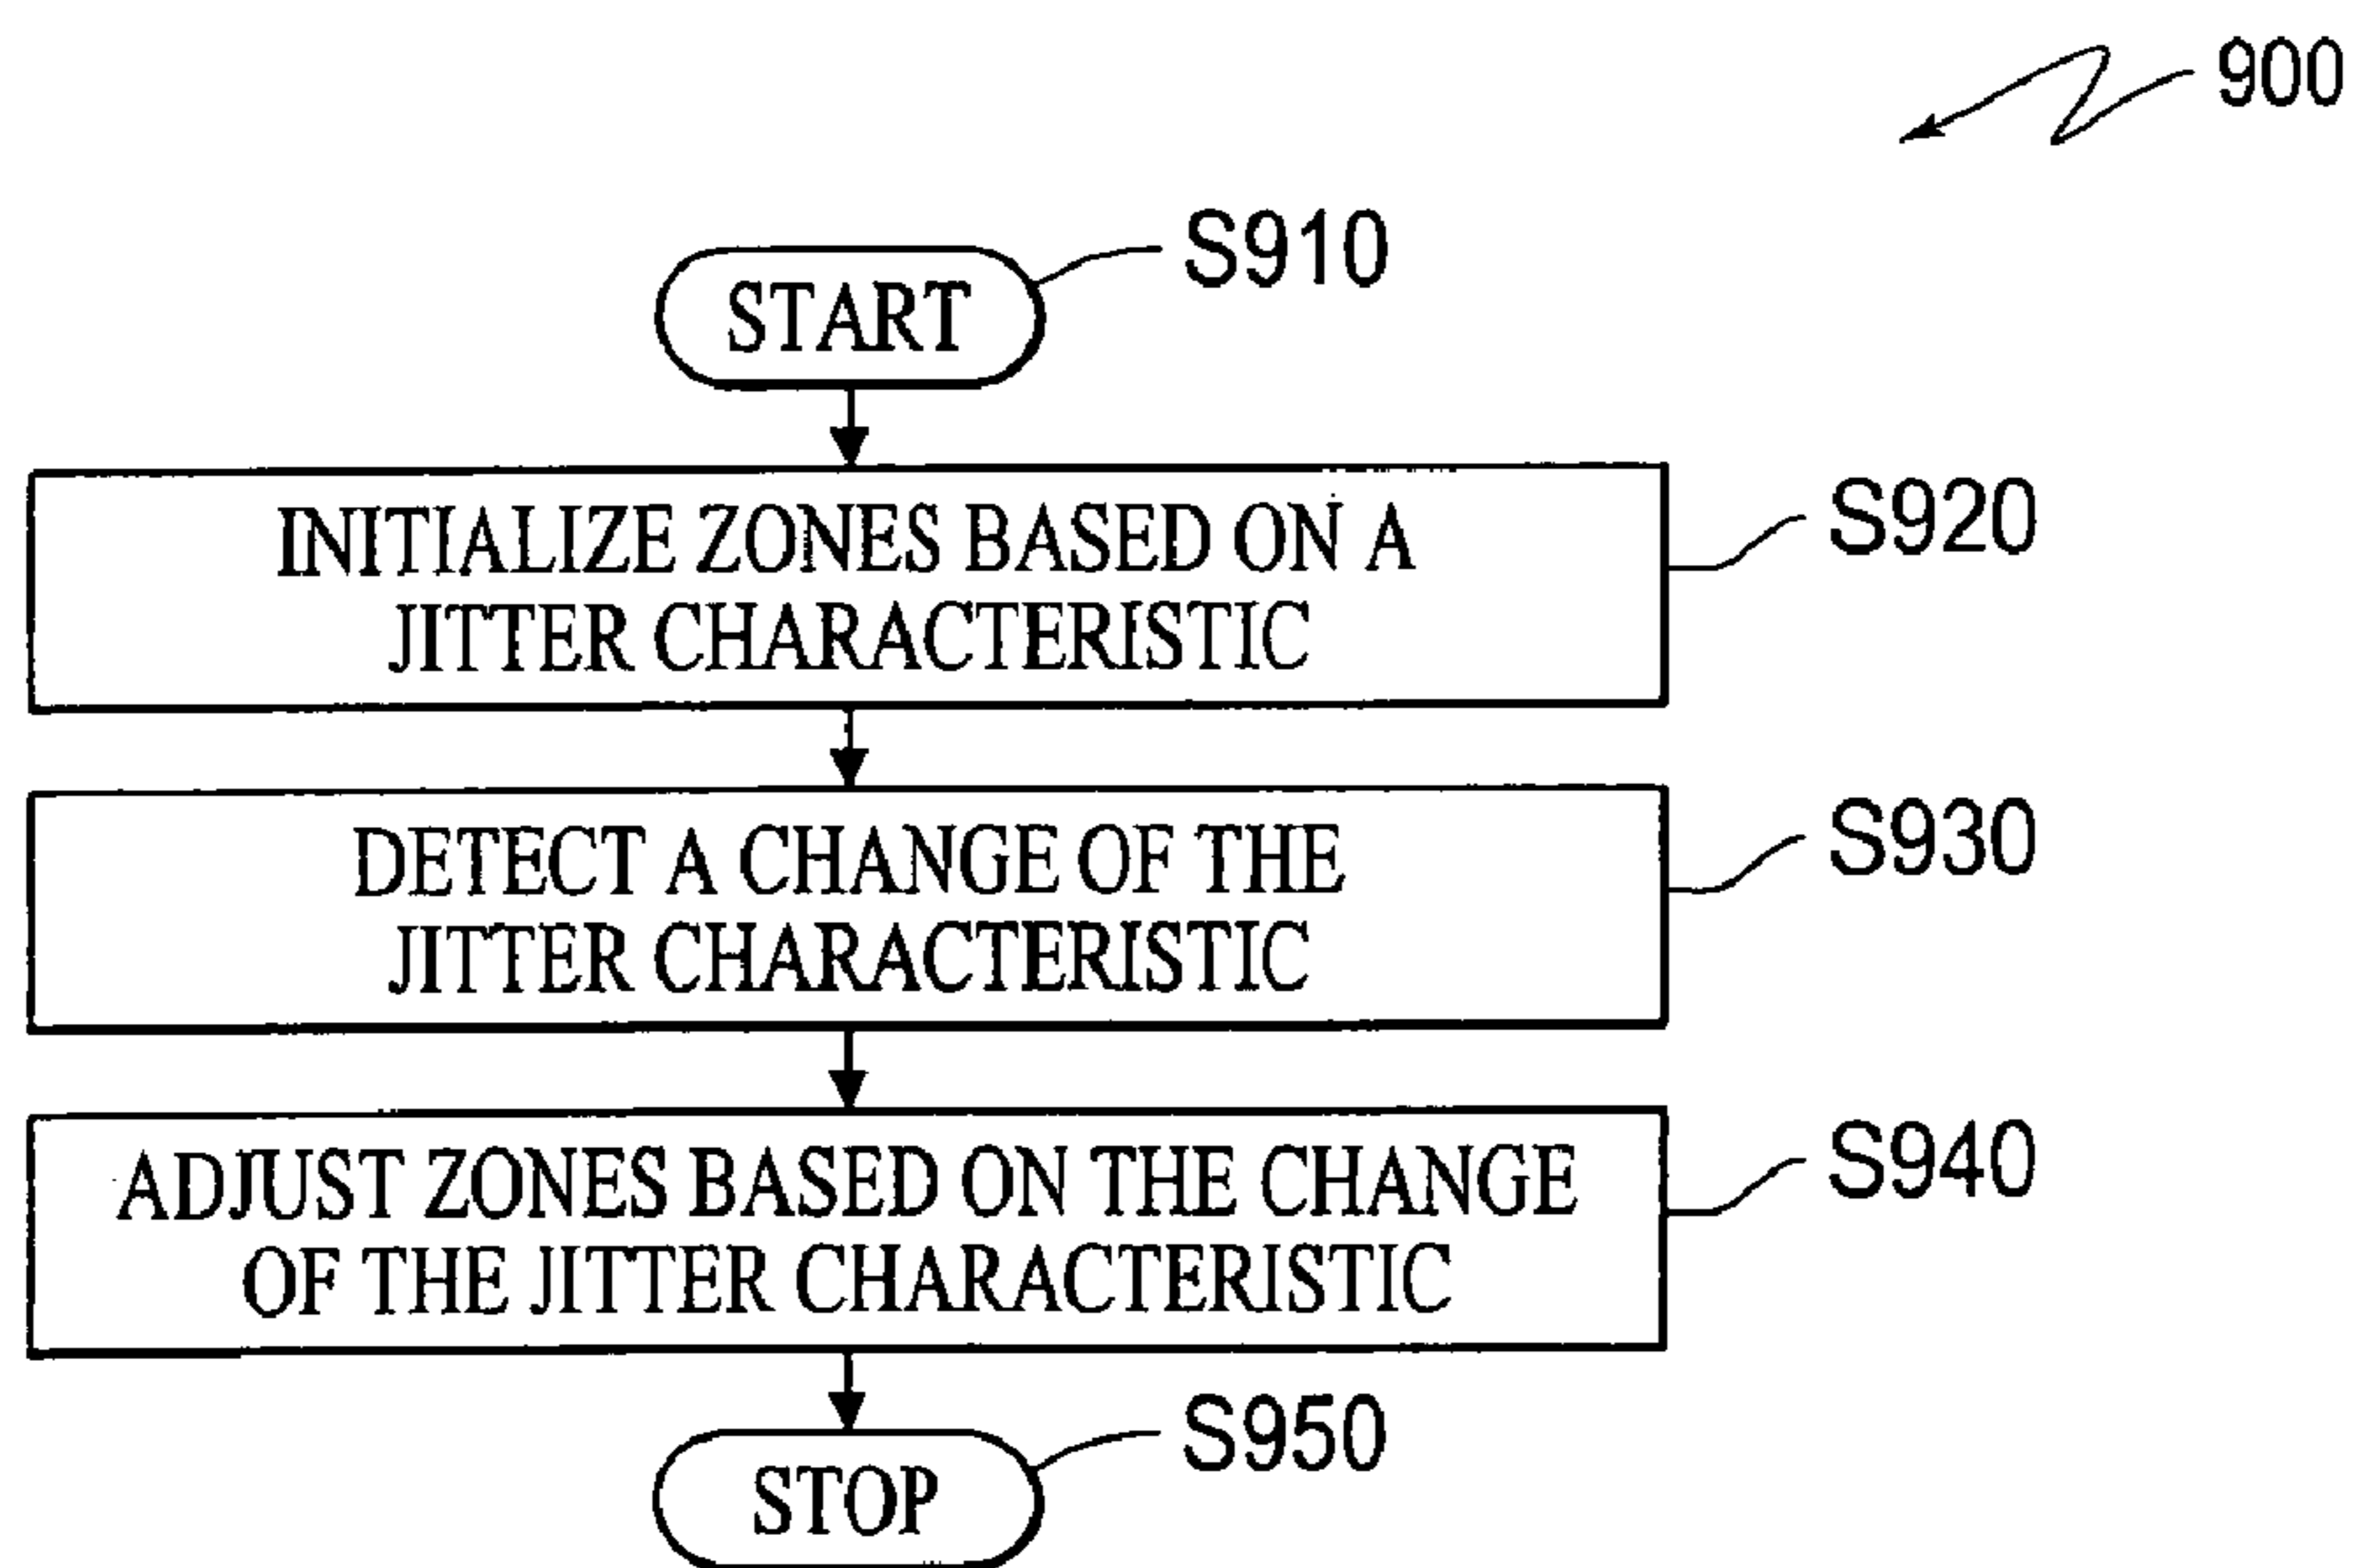 900
START
S910
INITIALIZE ZONES BASED ON A
JITTER CHARACTERISTIC
S920
DETECT A CHANGE OF THE
JITTER CHARACTERISTIC
S930
ADJUST ZONES BASED ON THE CHANGE
OF THE JITTER CHARACTERISTIC
S940
STOP
S950